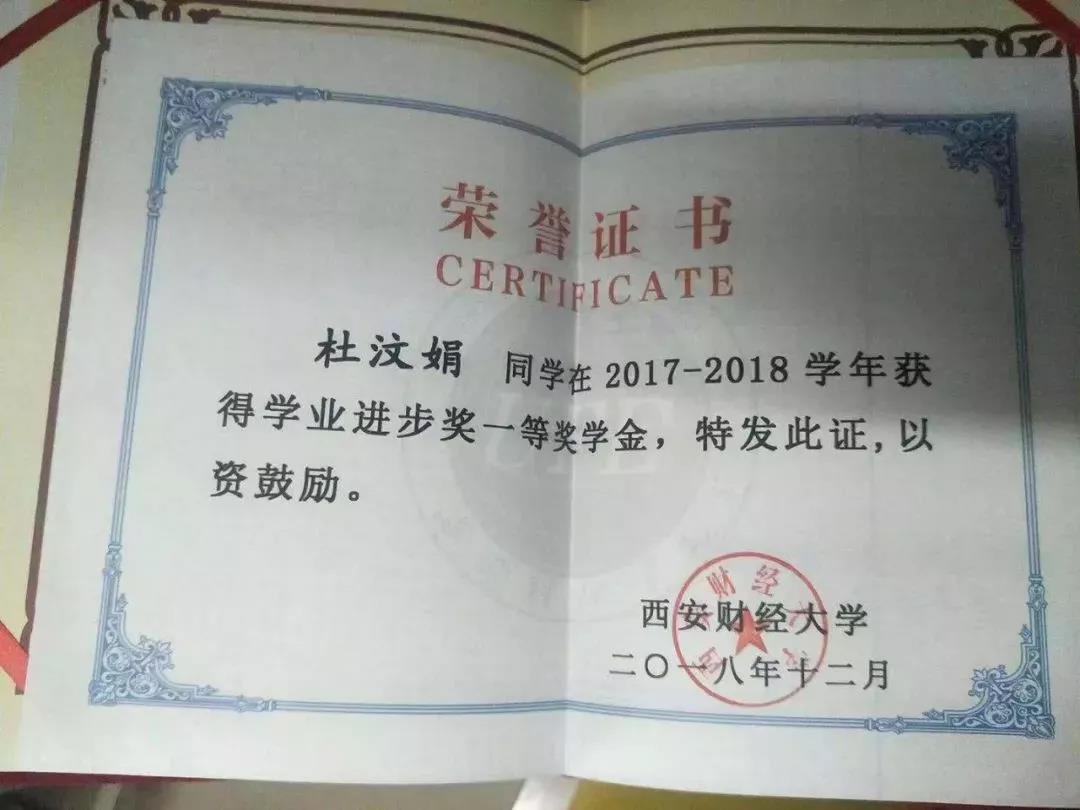 荣誉证书
CERTIFICATE
杜汶娟 同学在 2017-2018 学年获
得学业进步奖一等奖学金，特发此证,以
资鼓励。
西安财经大学
二〇一八年十二月
财经